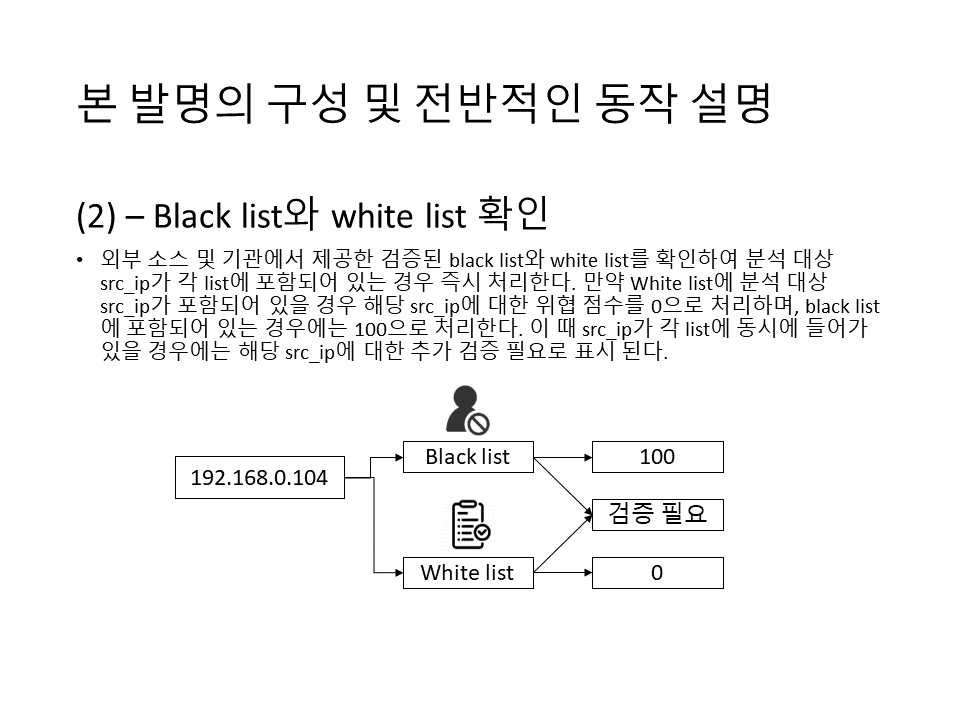 본 발명의 구성 및 전반적인 동작 설명
(2) – Black list와 white list 확인
• 외부 소스 및 기관에서 제공한 검증된 black list와 white list를 확인하여 분석 대상
src_ip가 각 list에 포함되어 있는 경우 즉시 처리한다. 만약 White list에 분석 대상
src_ip가 포함되어 있을 경우 해당 src_ip에 대한 위협 점수를 0으로 처리하며, black list
에 포함되어 있는 경우에는 100으로 처리한다. 이 때 src_ip가 각 list에 동시에 들어가
있을 경우에는 해당 src_ip에 대한 추가 검증 필요로 표시 된다.
Black list
100
192.168.0.104
검증 필요
White list
0